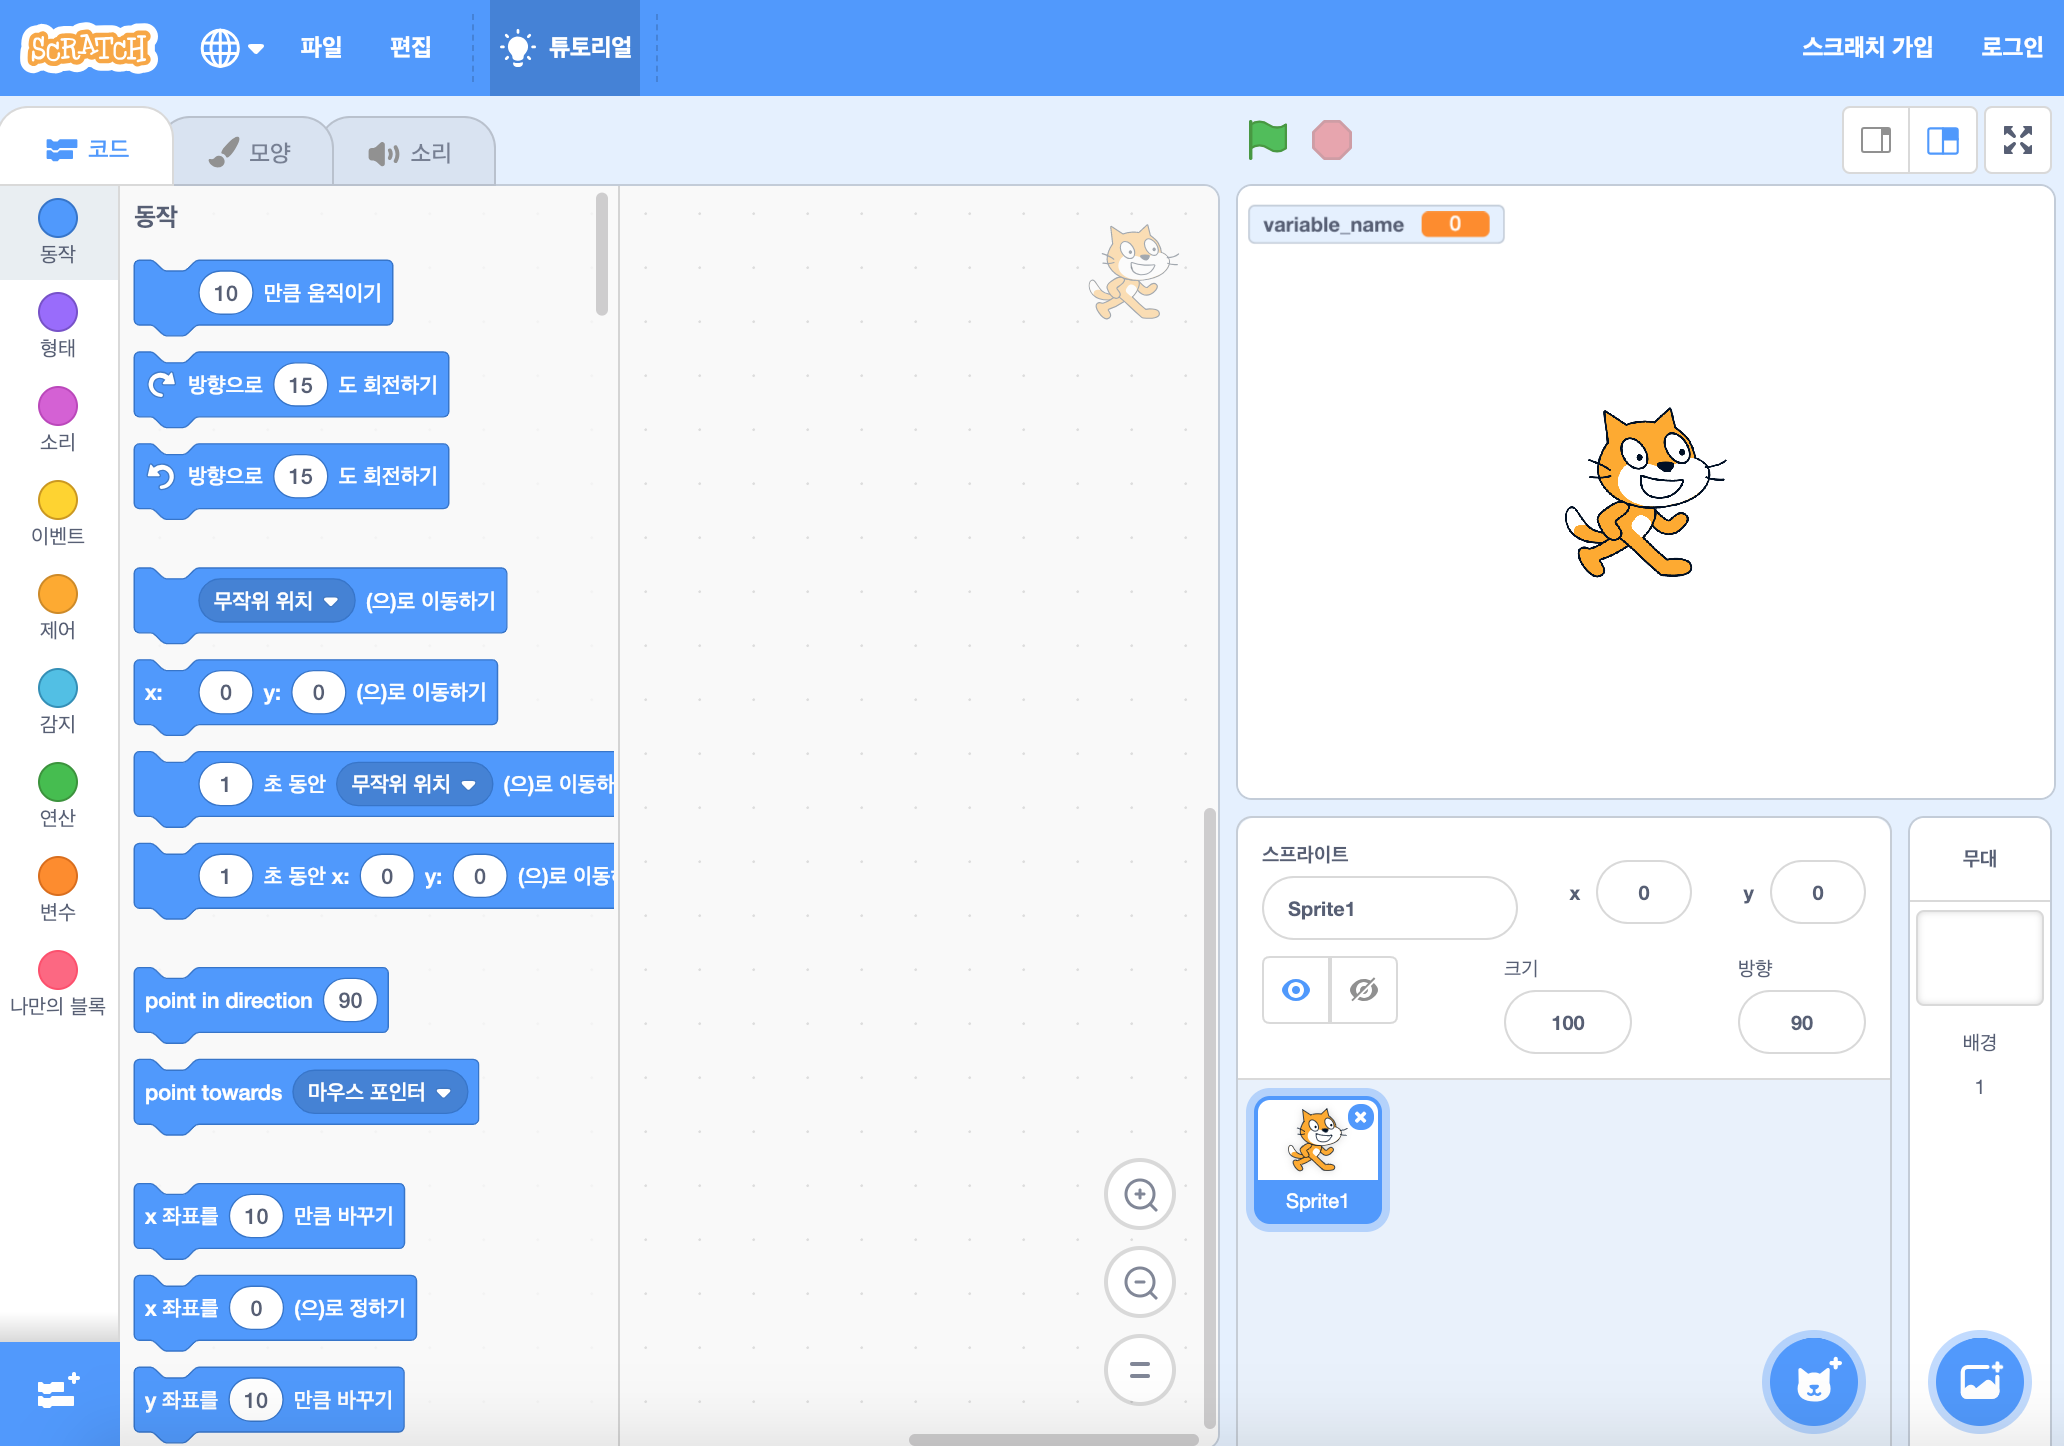 SCRATCH
파일
편집
튜토리얼
스크래치 가입
로그인
코드
모양
소리
동작
형태
소리
이벤트
제어
감지
연산
변수
나만의 블록
동작
10 만큼 움직이기
방향으로 15 도 회전하기
방향으로 15 도 회전하기
무작위 위치 (으)로 이동하기
x: 0 y: 0 (으)로 이동하기
1 초 동안 무작위 위치 (으)로 이동하
1 초 동안 x: 0 y: 0 (으)로 이동
point in direction 90
point towards 마우스 포인터
x 좌표를 10 만큼 바꾸기
x 좌표를 0 (으)로 정하기
y 좌표를 10 만큼 바꾸기
variable_name 0
스프라이트
Sprite1
x 0
y 0
크기
100
방향
90
Sprite1
무대
배경
1